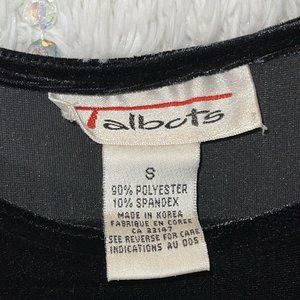 Talbots
S
90% POLYESTER
10% SPANDEX
MADE IN KOREA
FABRIQUE EN COREE
CA 33147
SEE REVERSE FOR CARE
INDICATIONS AU DOS